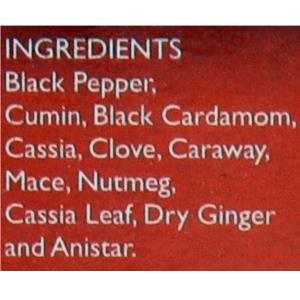 INGREDIENTS
Black Pepper,
Cumin, Black Cardamom,
Cassia, Clove, Caraway,
Mace, Nutmeg,
Cassia Leaf, Dry Ginger
and Anistar.